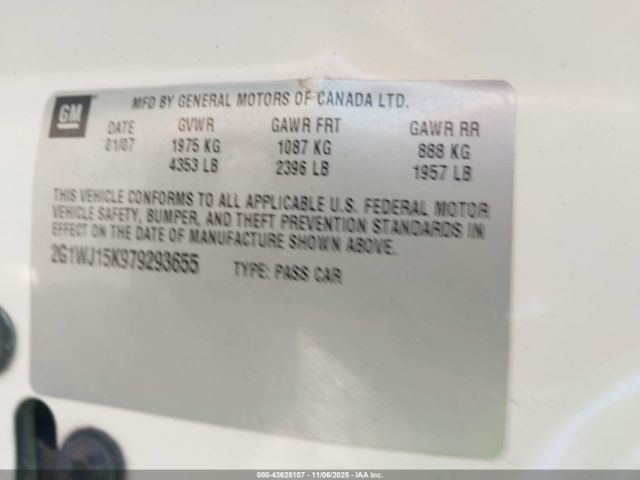 GM
MFD BY GENERAL MOTORS OF CANADA LTD.
DATE GVWR GAWR FRT GAWR RR
01/07 1975 KG 1087 KG 888 KG
4353 LB 2396 LB 1957 LB
THIS VEHICLE CONFORMS TO ALL APPLICABLE U.S. FEDERAL MOTOR
VEHICLE SAFETY, BUMPER, AND THEFT PREVENTION STANDARDS IN
EFFECT ON THE DATE OF MANUFACTURE SHOWN ABOVE.
2G1WJ15K979293655 TYPE: PASS CAR
000-43625107 - 11/06/2025 - IAA Inc.